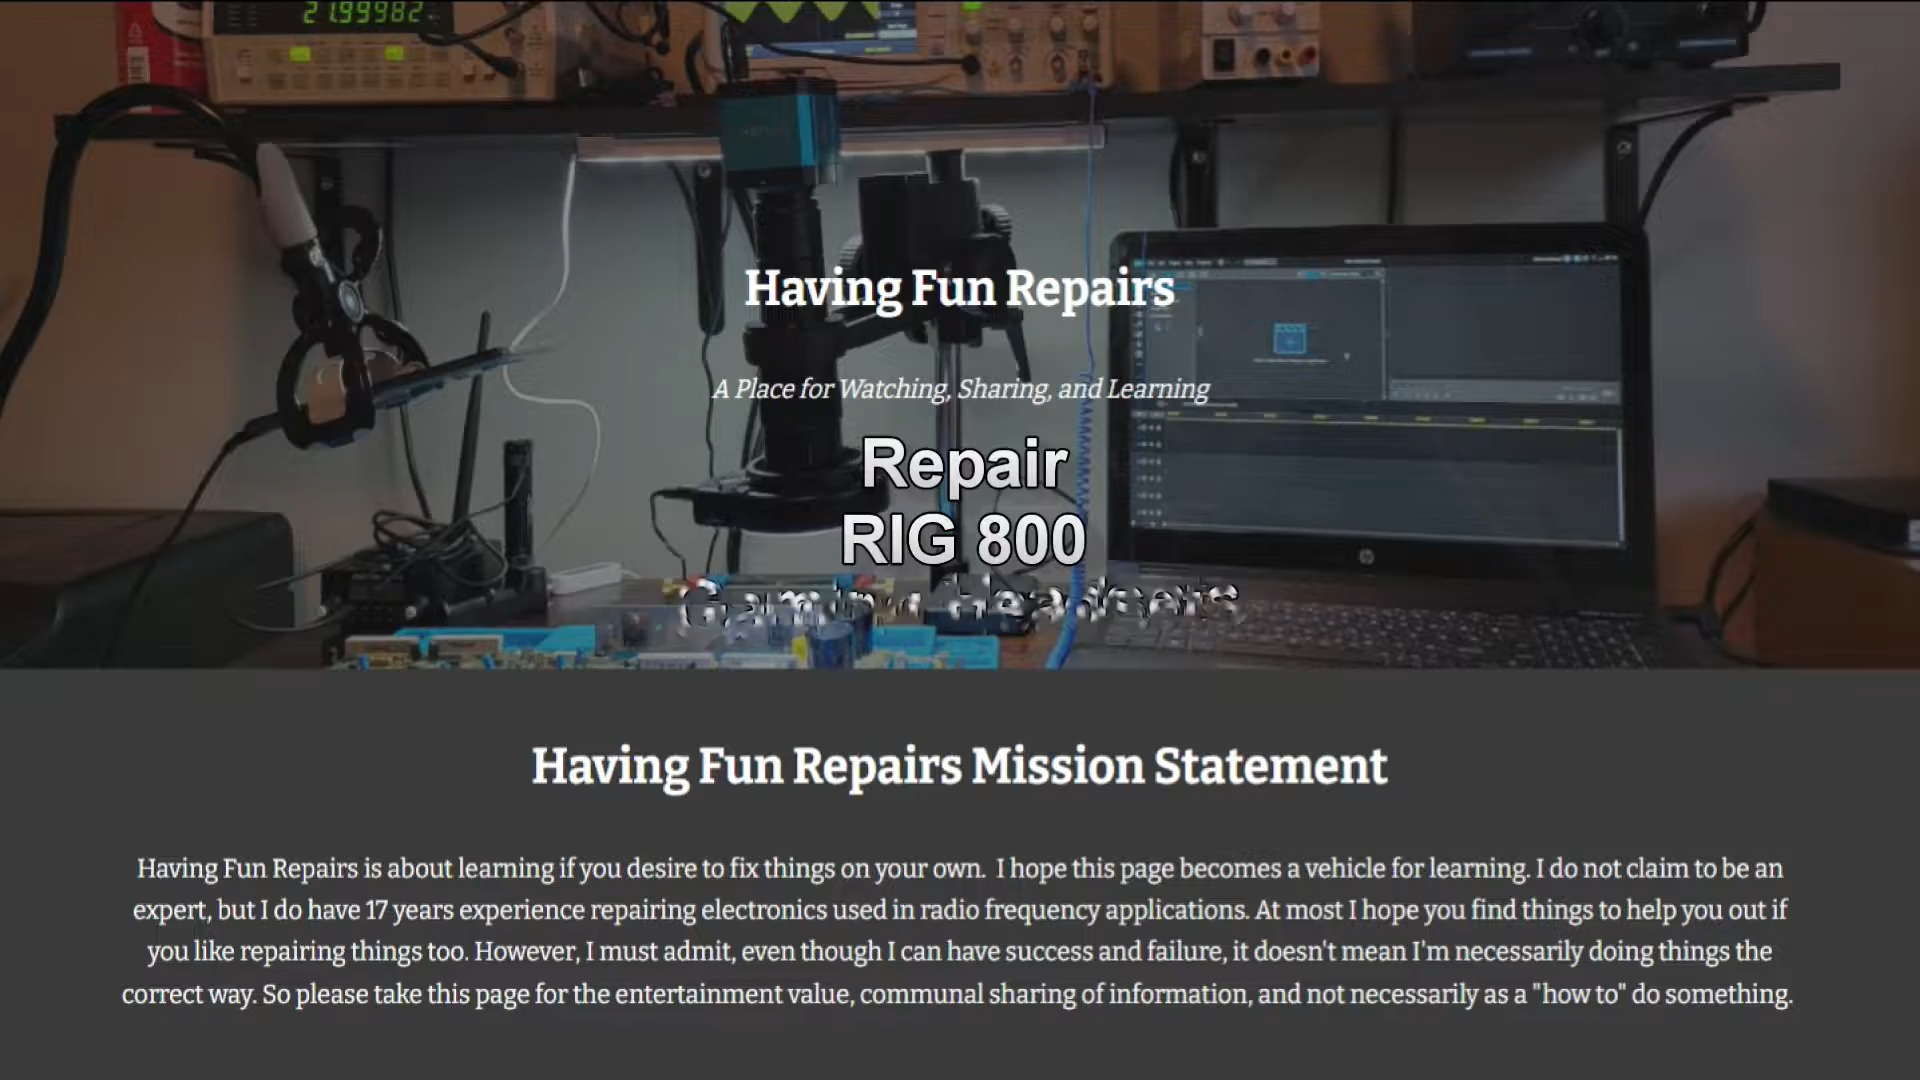 21.99982
Having Fun Repairs
A Place for Watching, Sharing, and Learning
Repair
RIG 800
Gaming Headsets
Having Fun Repairs Mission Statement
Having Fun Repairs is about learning if you desire to fix things on your own.  I hope this page becomes a vehicle for learning. I do not claim to be an
expert, but I do have 17 years experience repairing electronics used in radio frequency applications. At most I hope you find things to help you out if
you like repairing things too. However, I must admit, even though I can have success and failure, it doesn't mean I'm necessarily doing things the
correct way. So please take this page for the entertainment value, communal sharing of information, and not necessarily as a "how to" do something.